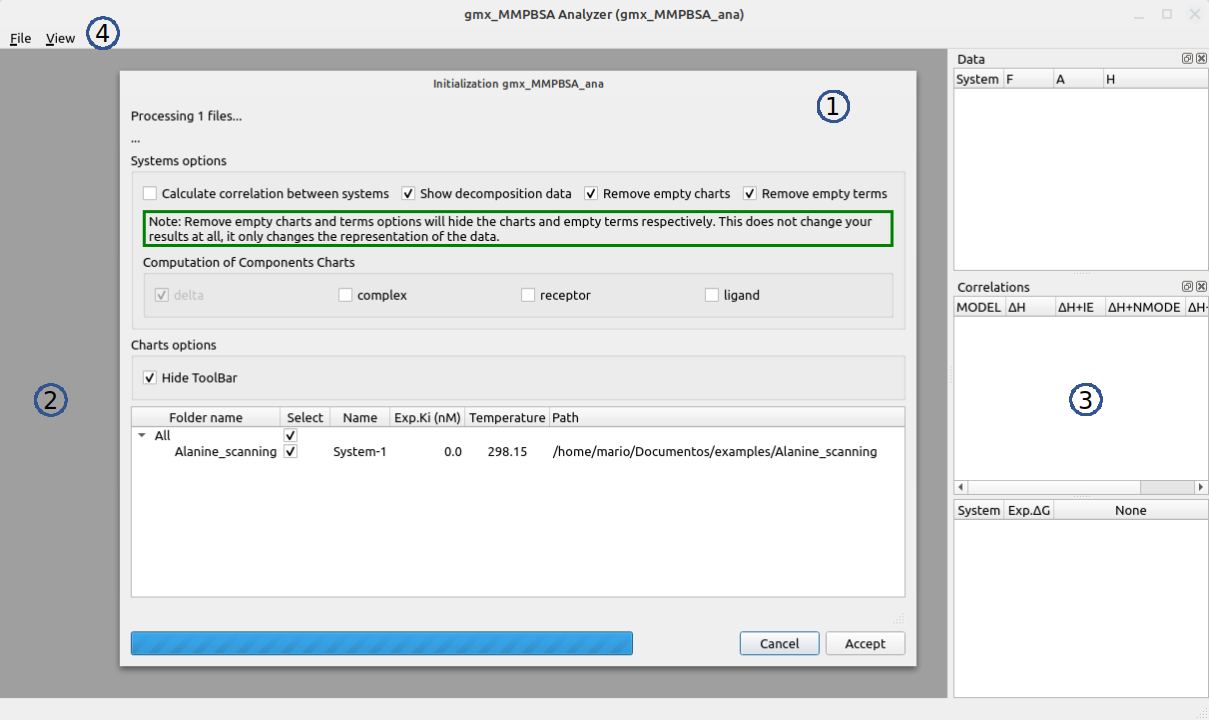 gmx_MMPBSA Analyzer (gmx_MMPBSA_ana)
File View 4
Initialization gmx_MMPBSA_ana
1
Processing 1 files...
...
Systems options
Calculate correlation between systems Show decomposition data Remove empty charts Remove empty terms
Note: Remove empty charts and terms options will hide the charts and empty terms respectively. This does not change your
results at all, it only changes the representation of the data.
Computation of Components Charts
delta complex receptor ligand
Charts options
Hide ToolBar
2
Folder name Select Name Exp.Ki (nM) Temperature Path
All
Alanine_scanning System-1 0.0 298.15 /home/mario/Documentos/examples/Alanine_scanning
Cancel Accept
Data
System F A H
Correlations
MODEL ΔH ΔH+IE ΔH+NMODE ΔH-
3
System Exp.ΔG None